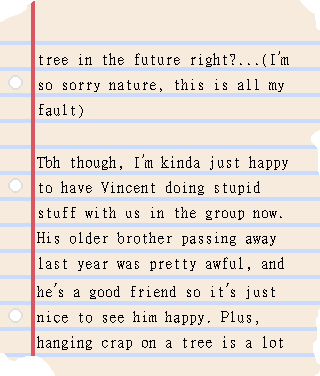 tree in the future right?...(I'm
so sorry nature, this is all my
fault)
Tbh though, I'm kinda just happy
to have Vincent doing stupid
stuff with us in the group now.
His older brother passing away
last year was pretty awful, and
he's a good friend so it's just
nice to see him happy. Plus,
hanging crap on a tree is a lot